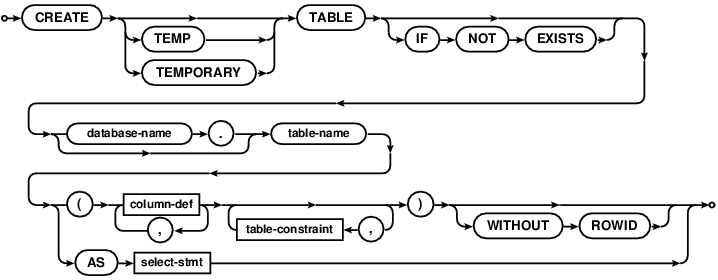 CREATE TABLE
TEMP IF NOT EXISTS
TEMPORARY
database-name . table-name
( column-def )
, table-constraint , WITHOUT ROWID
AS select-stmt